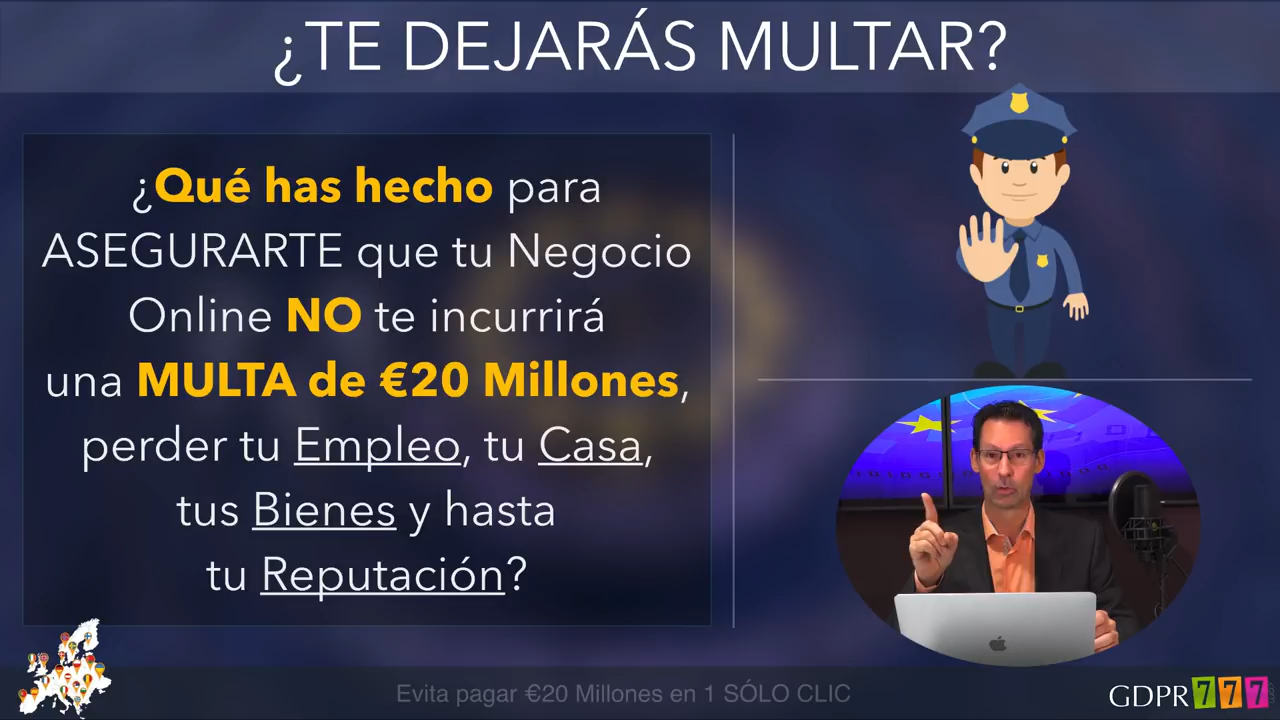 ¿TE DEJARÁS MULTAR?
¿Qué has hecho para
ASEGURARTE que tu Negocio
Online NO te incurrirá
una MULTA de €20 Millones,
perder tu Empleo, tu Casa,
tus Bienes y hasta
tu Reputación?
Evita pagar €20 Millones en 1 SÓLO CLIC
GDPR777